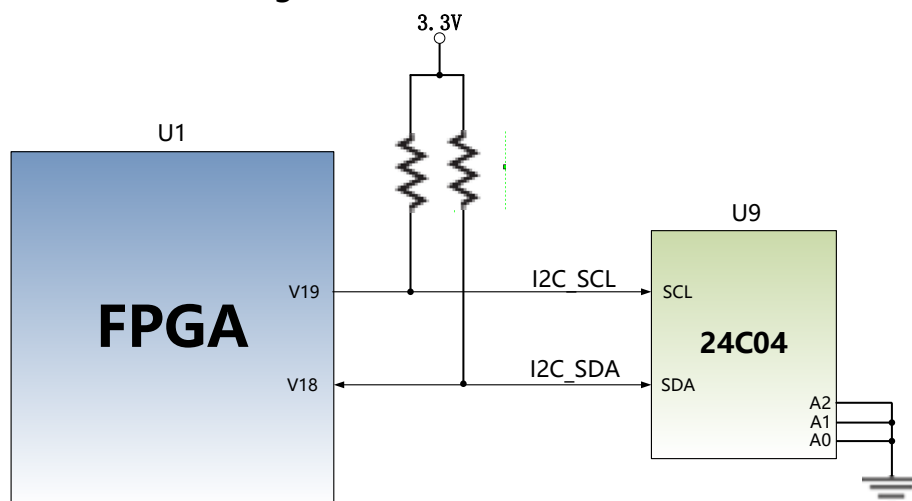 3.3V
U1
U9
V19
I2C_SCL
SCL
FPGA
24C04
V18
I2C_SDA
SDA
A2
A1
A0